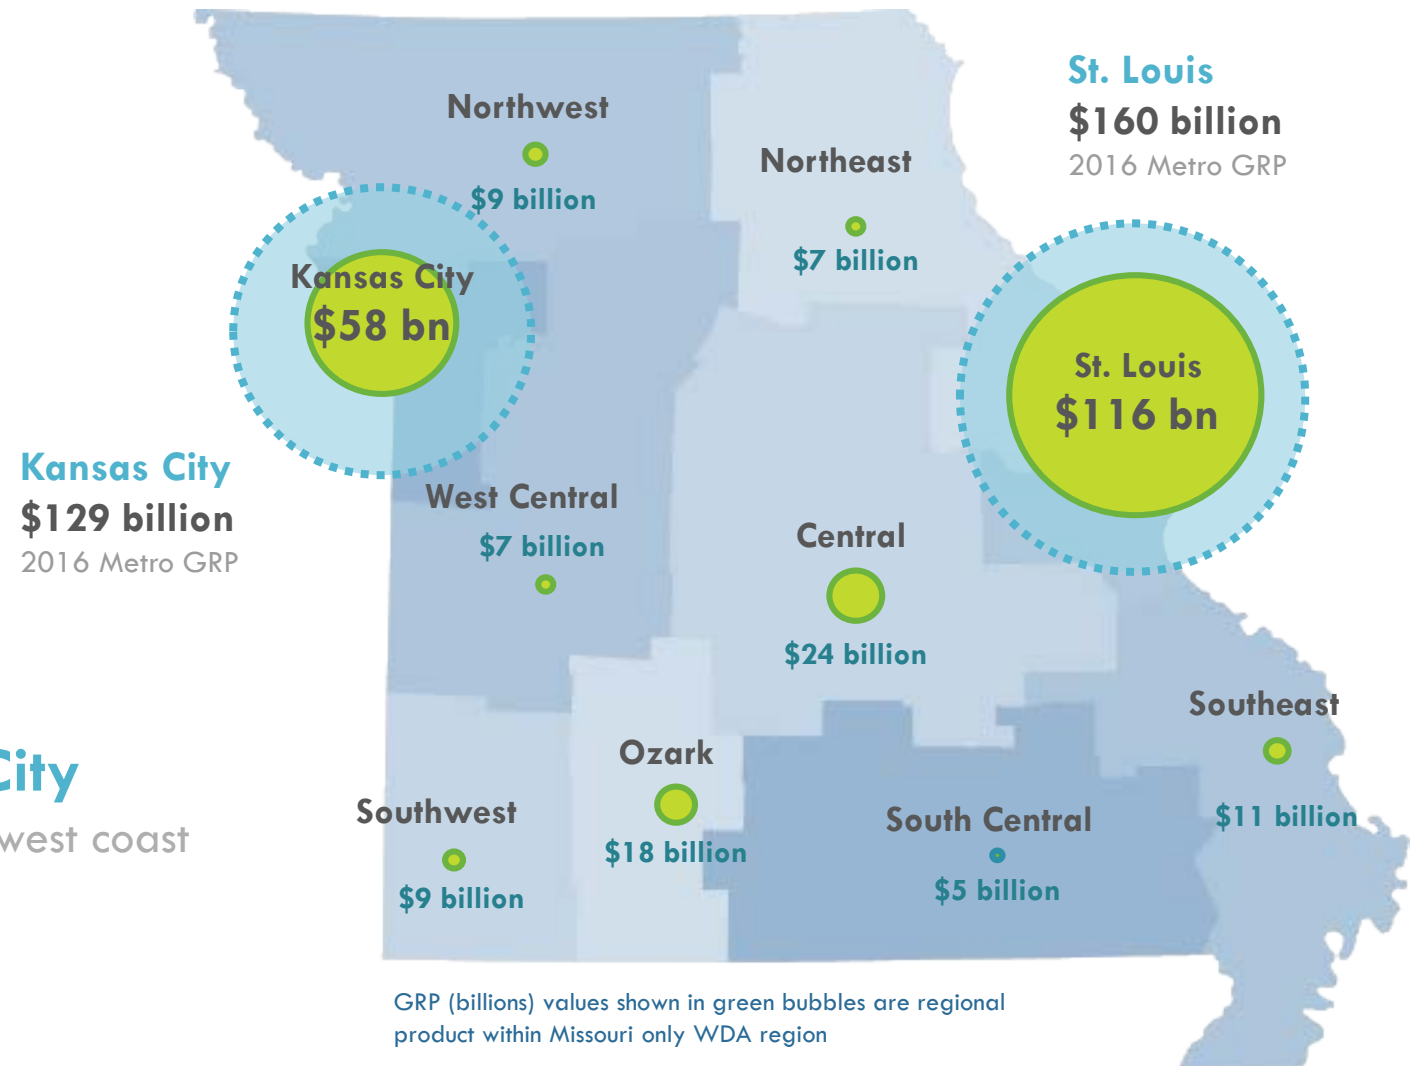 St. Louis
$160 billion
2016 Metro GRP
Northwest
$9 billion
Northeast
$7 billion
Kansas City
$58 bn
St. Louis
$116 bn
Kansas City
$129 billion
2016 Metro GRP
West Central
$7 billion
Central
$24 billion
Southeast
$11 billion
City
west coast
Ozark
$18 billion
Southwest
$9 billion
South Central
$5 billion
GRP (billions) values shown in green bubbles are regional
product within Missouri only WDA region